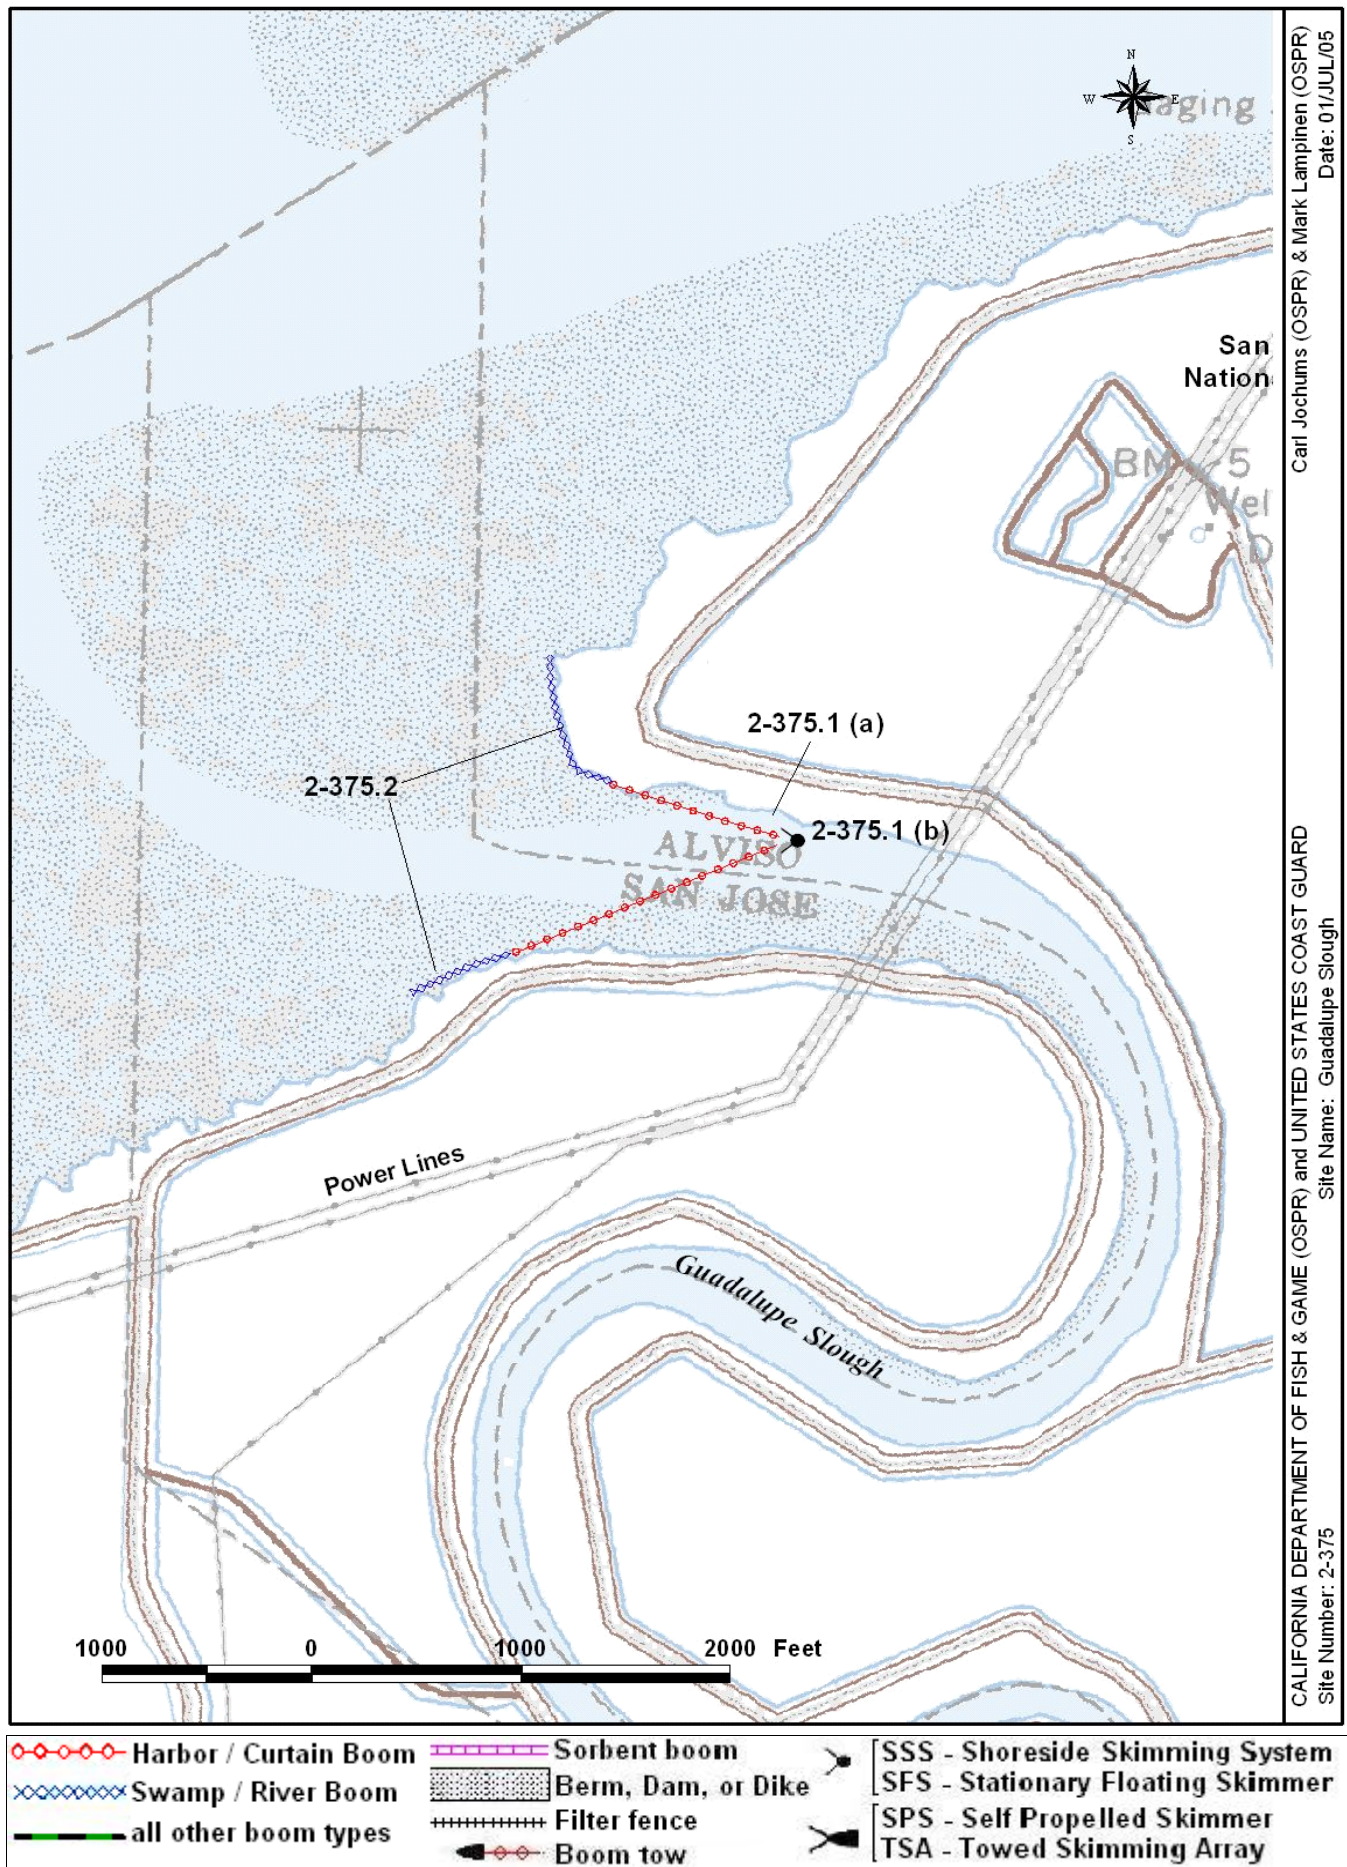 N
W E
S
aging
San
Nation
BM 5
Wel
D
2-375.1 (a)
2-375.2
2-375.1 (b)
ALVISO
SAN JOSE
Power Lines
Guadalupe Slough
1000 0 1000 2000 Feet
Carl Jochums (OSPR) & Mark Lampinen (OSPR)
Date: 01/JUL/05
CALIFORNIA DEPARTMENT OF FISH & GAME (OSPR) and UNITED STATES COAST GUARD
Site Number: 2-375 Site Name: Guadalupe Slough
Harbor / Curtain Boom
Swamp / River Boom
all other boom types
Sorbent boom
Berm, Dam, or Dike
Filter fence
Boom tow
SSS - Shoreside Skimming System
SFS - Stationary Floating Skimmer
SPS - Self Propelled Skimmer
TSA - Towed Skimming Array